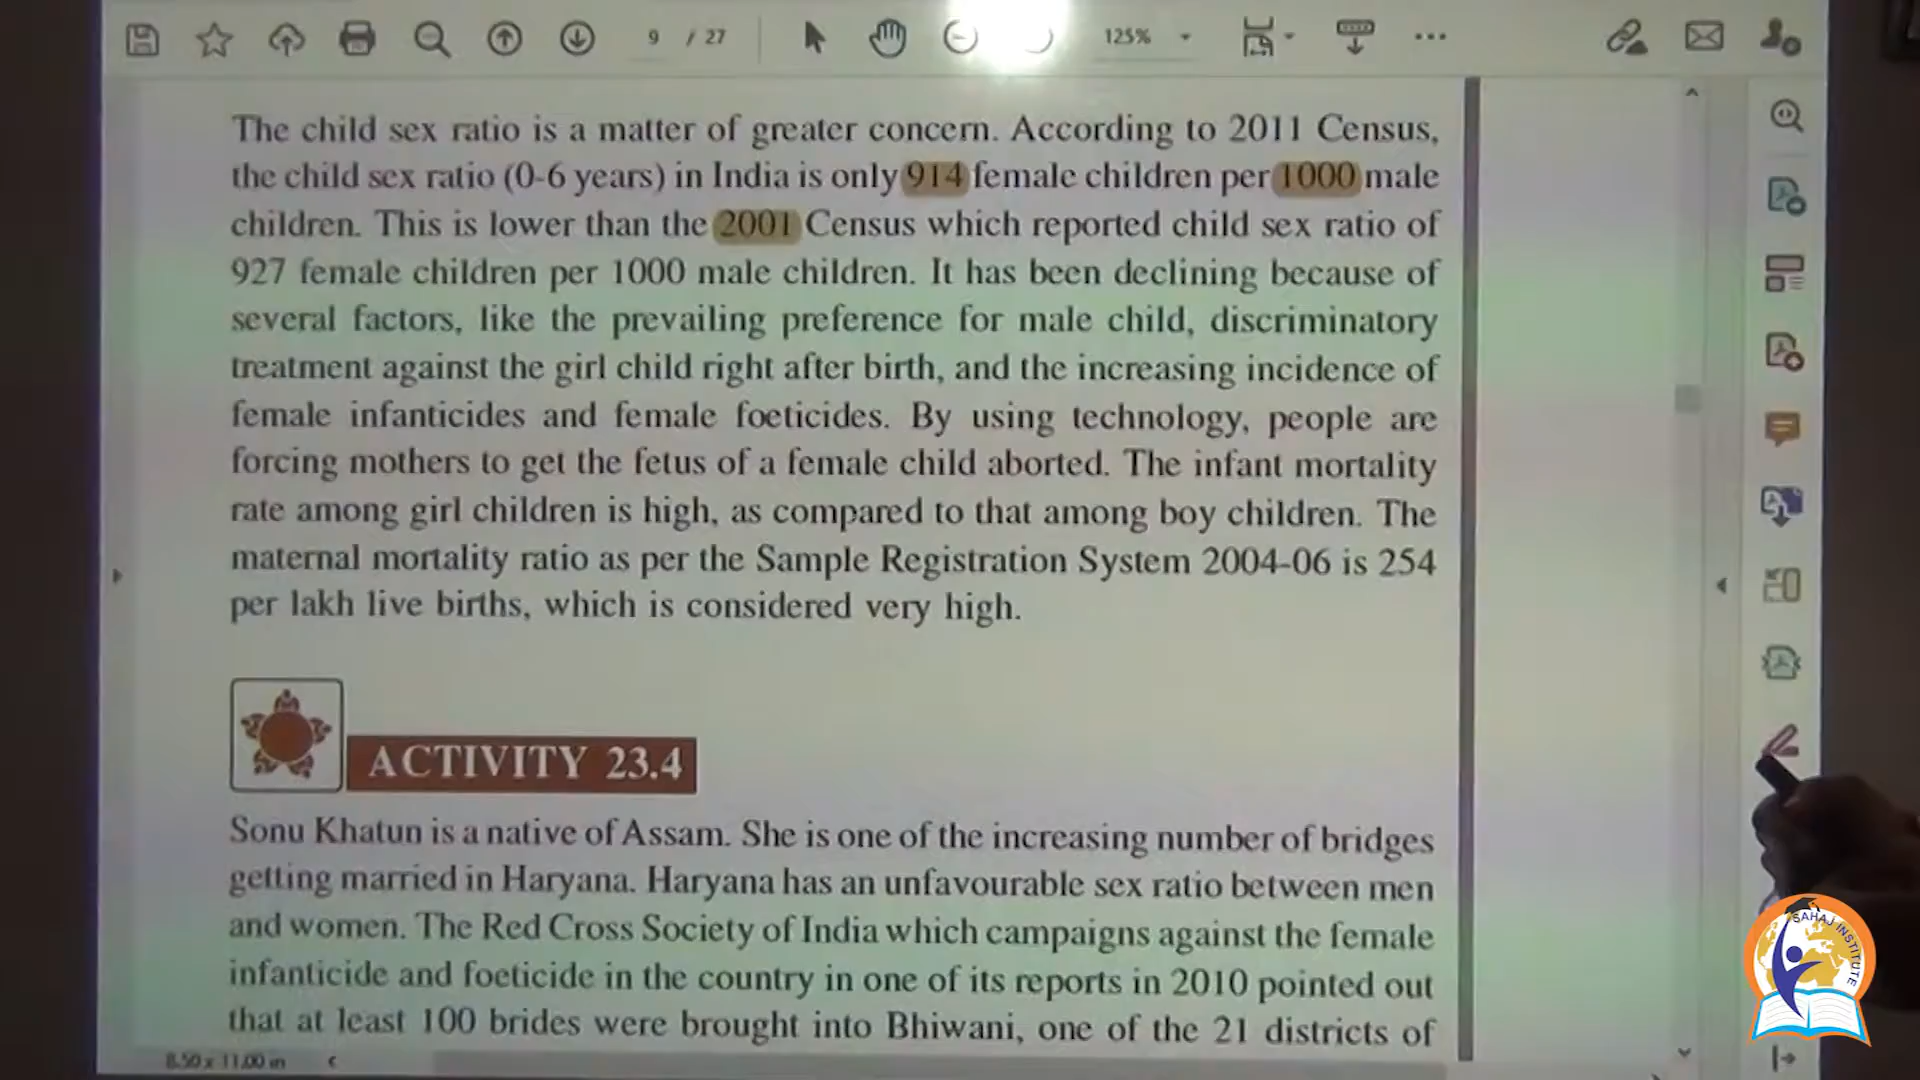 9 / 27
125%
The child sex ratio is a matter of greater concern. According to 2011 Census,
the child sex ratio (0-6 years) in India is only 914 female children per 1000 male
children. This is lower than the 2001 Census which reported child sex ratio of
927 female children per 1000 male children. It has been declining because of
several factors, like the prevailing preference for male child, discriminatory
treatment against the girl child right after birth, and the increasing incidence of
female infanticides and female foeticides. By using technology, people are
forcing mothers to get the fetus of a female child aborted. The infant mortality
rate among girl children is high, as compared to that among boy children. The
maternal mortality ratio as per the Sample Registration System 2004-06 is 254
per lakh live births, which is considered very high.
ACTIVITY 23.4
Sonu Khatun is a native of Assam. She is one of the increasing number of bridges
getting married in Haryana. Haryana has an unfavourable sex ratio between men
and women. The Red Cross Society of India which campaigns against the female
infanticide and foeticide in the country in one of its reports in 2010 pointed out
that at least 100 brides were brought into Bhiwani, one of the 21 districts of
8.50 x 11.00 in
SAHAJ INSTITUTE